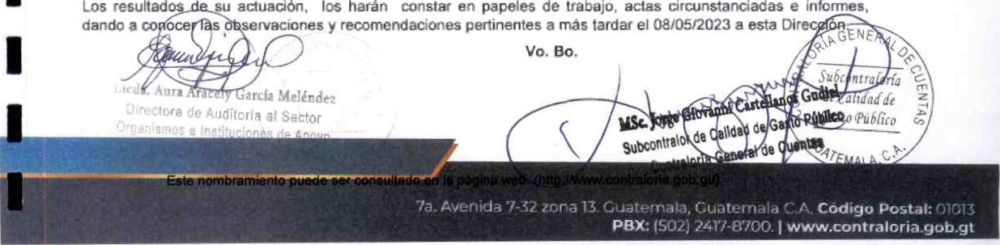 Los resultados de su actuación, los harán constar en papeles de trabajo, actas circunstanciadas e informes,
dando a conocer las observaciones y recomendaciones pertinentes a más tardar el 08/05/2023 a esta Dirección.
Vo. Bo.
Licda. Aura Aracely García Meléndez
Directora de Auditoría al Sector
Organismos e Instituciones de Apoyo
MSc. Jorge Giovanni Castellanos Gudiel
Subcontralor de Calidad de Gasto Público
Contraloría General de Cuentas
CONTRALORIA GENERAL DE CUENTAS
Subcontraloría
de Calidad de
Gasto Público
GUATEMALA, C.A.
Este nombramiento puede ser consultado en la página web: (http://www.contraloria.gob.gt/)
7a. Avenida 7-32 zona 13. Guatemala, Guatemala C.A. Código Postal: 01013
PBX: (502) 2417-8700. | www.contraloria.gob.gt